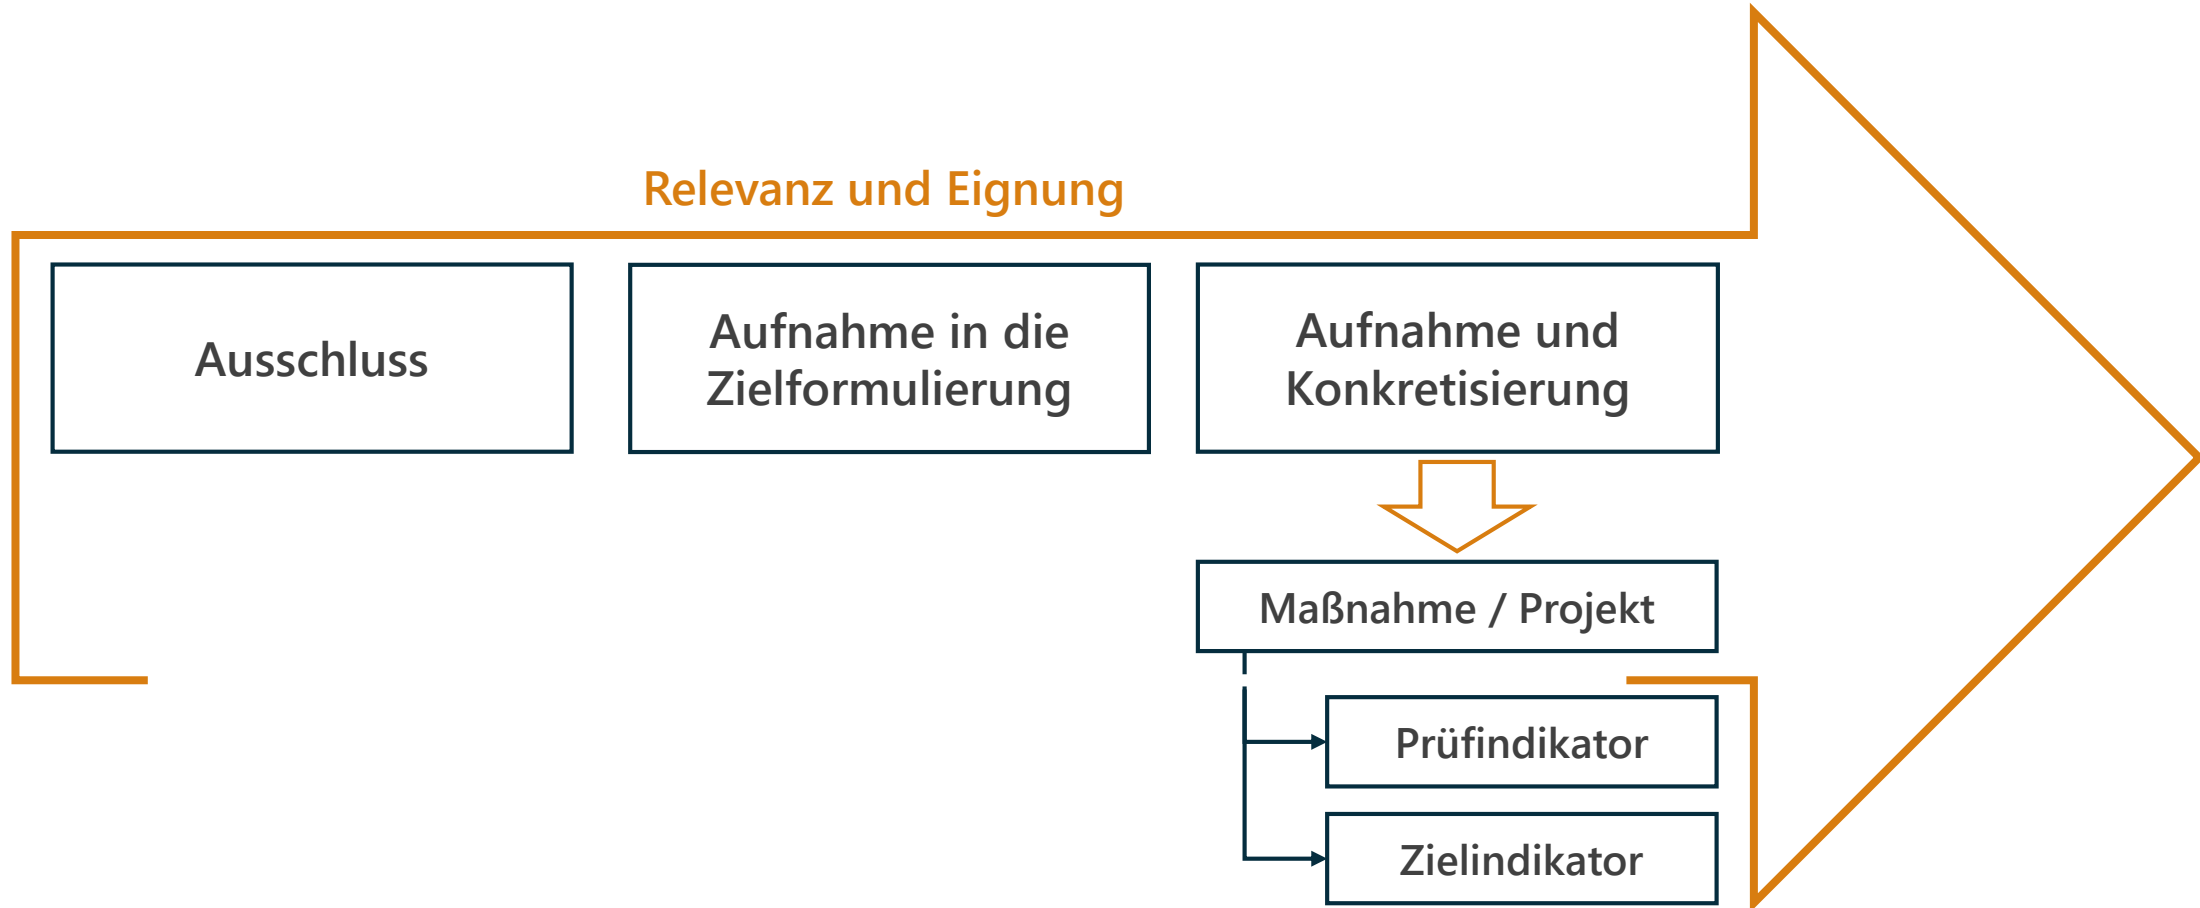 Relevanz und Eignung
Ausschluss
Aufnahme in die
Zielformulierung
Aufnahme und
Konkretisierung
Maßnahme / Projekt
Prüfindikator
Zielindikator